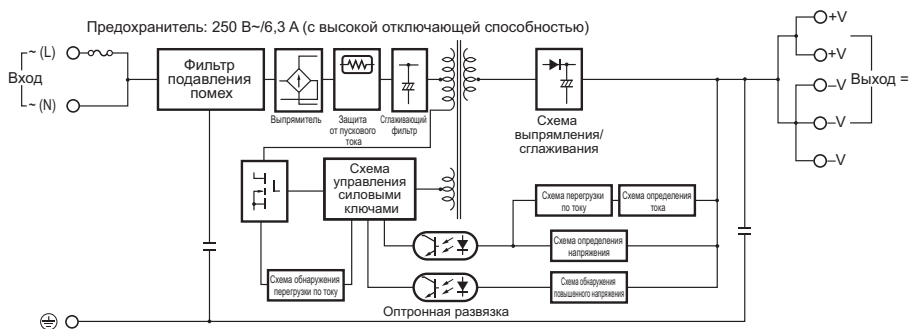 Предохранитель: 250 В~/6,3 А (с высокой отключающей способностью)
~ (L)
Вход
~ (N)
Фильтр
подавления
помех
Выпрямитель
Защита
от пускового
тока
Сглаживающий
фильтр
Схема
выпрямления/
сглаживания
+V
+V
–V
–V
–V
Выход =
Схема
управления
силовыми
ключами
Схема перегрузки
по току
Схема определения
тока
Схема определения
напряжения
Схема обнаружения
перегрузки по току
Схема обнаружения
повышенного напряжения
Оптронная развязка